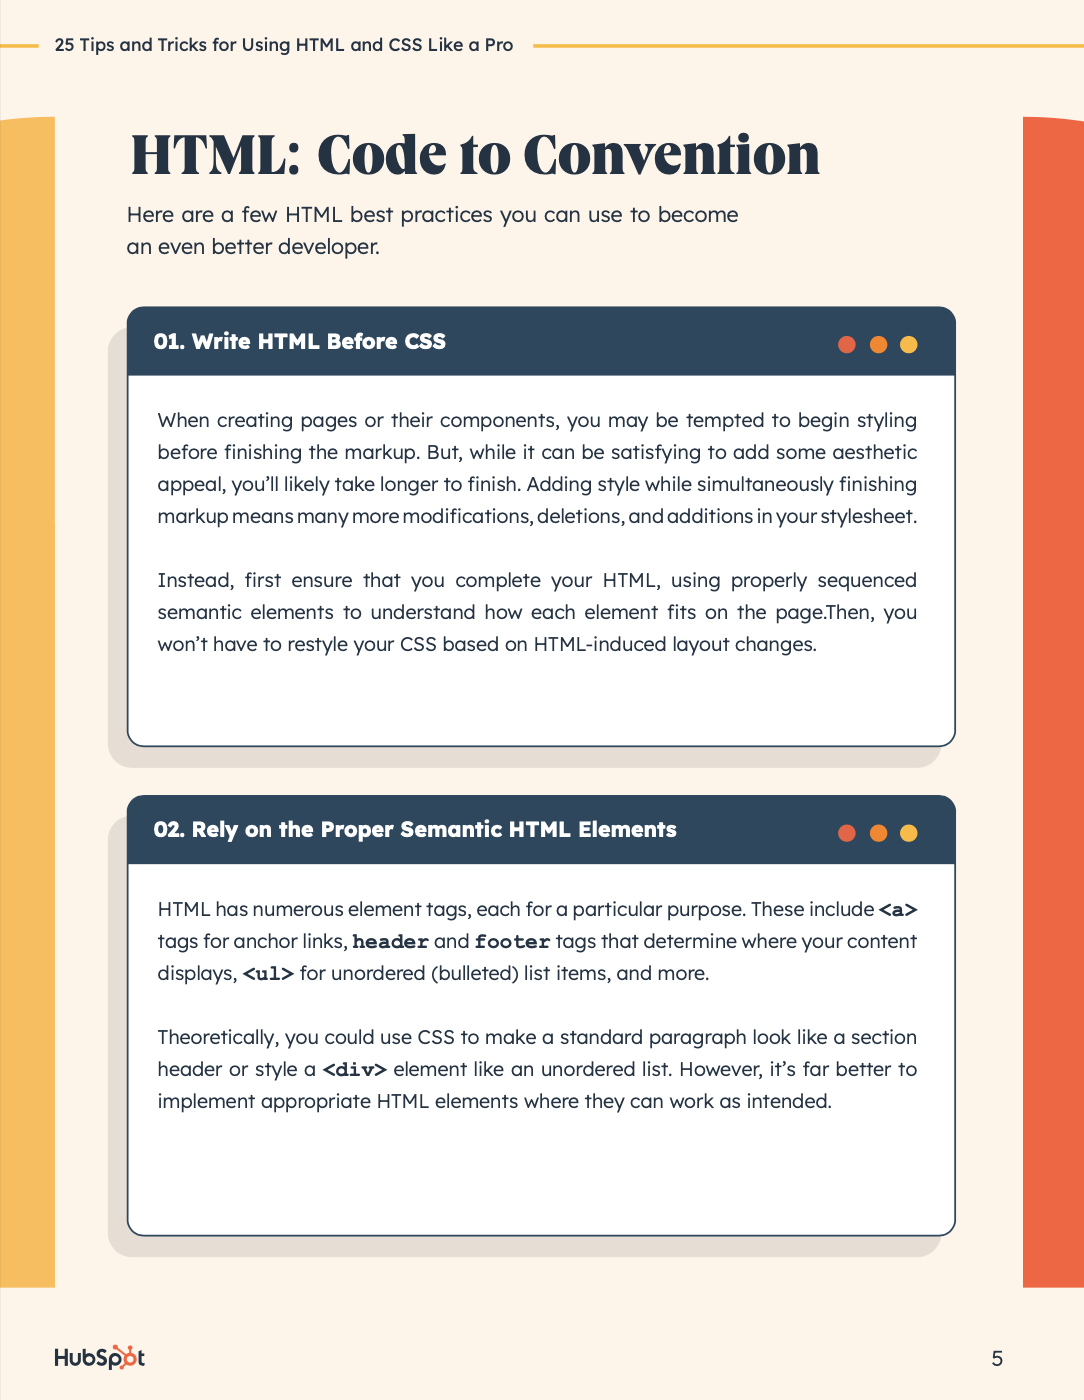 25 Tips and Tricks for Using HTML and CSS Like a Pro
HTML: Code to Convention
Here are a few HTML best practices you can use to become
an even better developer.
01. Write HTML Before CSS
When creating pages or their components, you may be tempted to begin styling
before finishing the markup. But, while it can be satisfying to add some aesthetic
appeal, you’ll likely take longer to finish. Adding style while simultaneously finishing
markup means many more modifications, deletions, and additions in your stylesheet.
Instead, first ensure that you complete your HTML, using properly sequenced
semantic elements to understand how each element fits on the page.Then, you
won’t have to restyle your CSS based on HTML-induced layout changes.
02. Rely on the Proper Semantic HTML Elements
HTML has numerous element tags, each for a particular purpose. These include <a>
tags for anchor links, header and footer tags that determine where your content
displays, <ul> for unordered (bulleted) list items, and more.
Theoretically, you could use CSS to make a standard paragraph look like a section
header or style a <div> element like an unordered list. However, it’s far better to
implement appropriate HTML elements where they can work as intended.
HubSpot
5